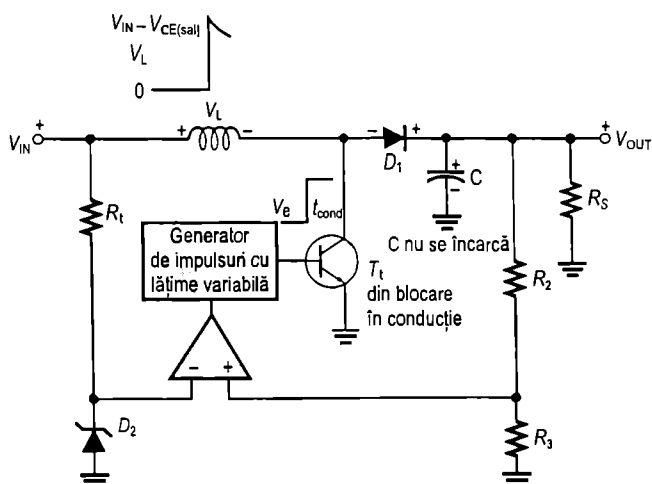 V_IN – V_CE(sat)
V_L
0
V_L
+ –
– +
+
V_IN
+
V_OUT
D_1
+
–
C
R_t
V_e
t_cond
R_S
Generator
de impulsuri cu
lățime variabilă
C nu se încarcă
T_t
din blocare
în conducție
R_2
– +
D_2
R_3